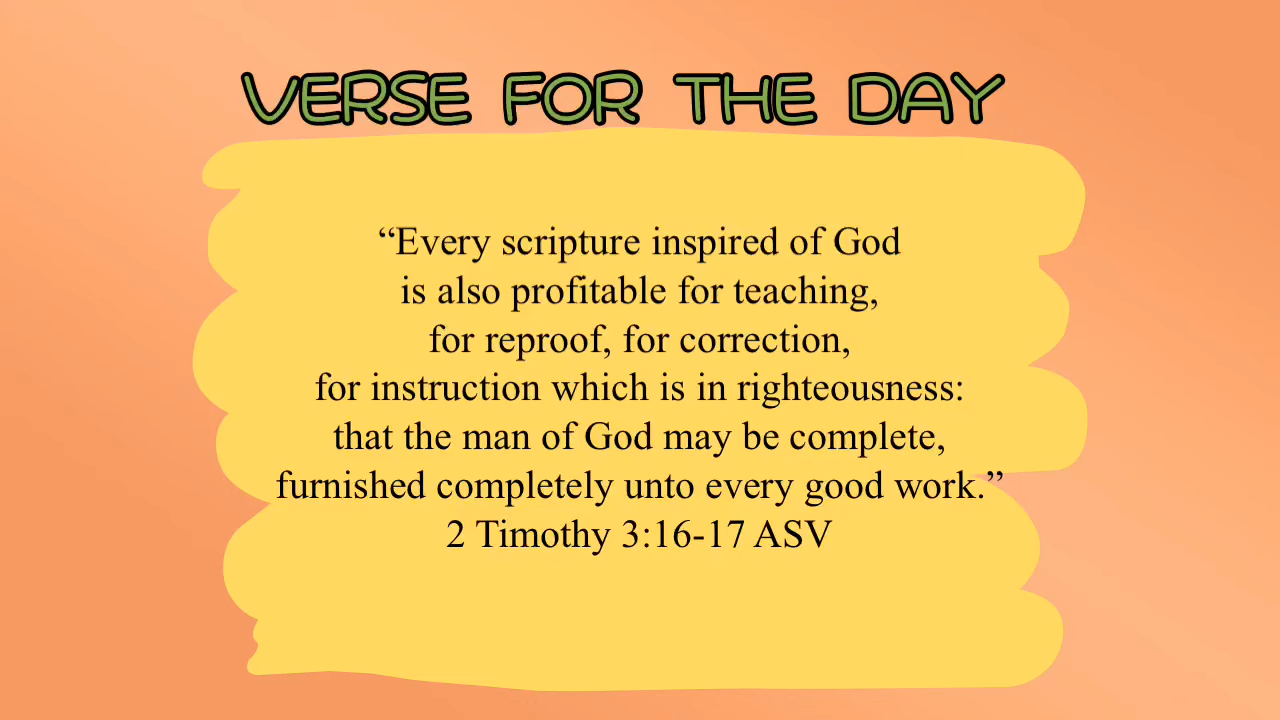 VERSE FOR THE DAY
“Every scripture inspired of God
is also profitable for teaching,
for reproof, for correction,
for instruction which is in righteousness:
that the man of God may be complete,
furnished completely unto every good work.”
2 Timothy 3:16-17 ASV